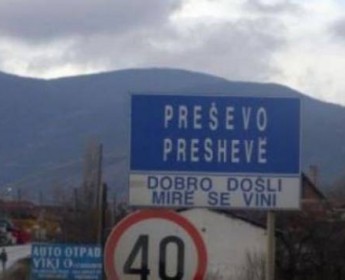 PREŠEVO
PRESHEVË
DOBRO DOŠLI
MIRË SE VINI
40
АУТО ОТПАД